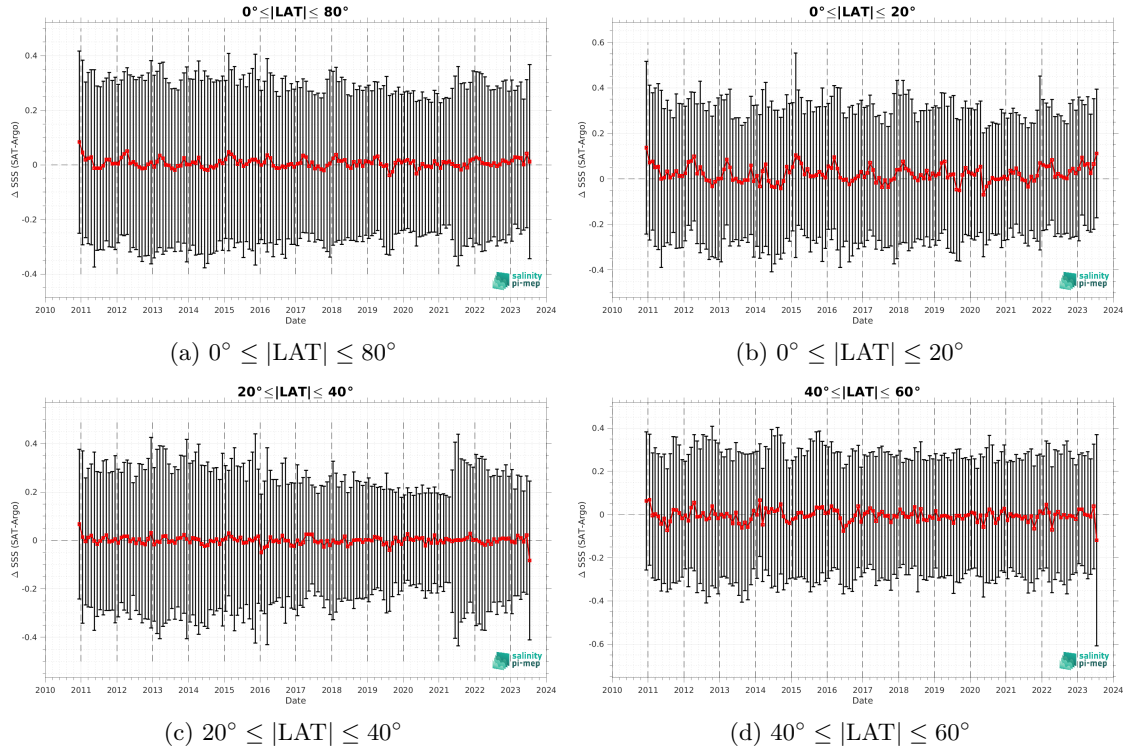 0°≤|LAT|≤ 80°
Δ SSS (SAT-Argo)
0.4
0.2
0
-0.2
-0.4
2010 2011 2012 2013 2014 2015 2016 2017 2018 2019 2020 2021 2022 2023 2024
Date
salinity
pi-mep
(a) 0° ≤ |LAT| ≤ 80°
0°≤|LAT|≤ 20°
Δ SSS (SAT-Argo)
0.6
0.4
0.2
0
-0.2
-0.4
2010 2011 2012 2013 2014 2015 2016 2017 2018 2019 2020 2021 2022 2023 2024
Date
salinity
pi-mep
(b) 0° ≤ |LAT| ≤ 20°
20°≤|LAT|≤ 40°
Δ SSS (SAT-Argo)
0.4
0.2
0
-0.2
-0.4
2010 2011 2012 2013 2014 2015 2016 2017 2018 2019 2020 2021 2022 2023 2024
Date
salinity
pi-mep
(c) 20° ≤ |LAT| ≤ 40°
40°≤|LAT|≤ 60°
Δ SSS (SAT-Argo)
0.4
0.2
0
-0.2
-0.4
-0.6
2010 2011 2012 2013 2014 2015 2016 2017 2018 2019 2020 2021 2022 2023 2024
Date
salinity
pi-mep
(d) 40° ≤ |LAT| ≤ 60°